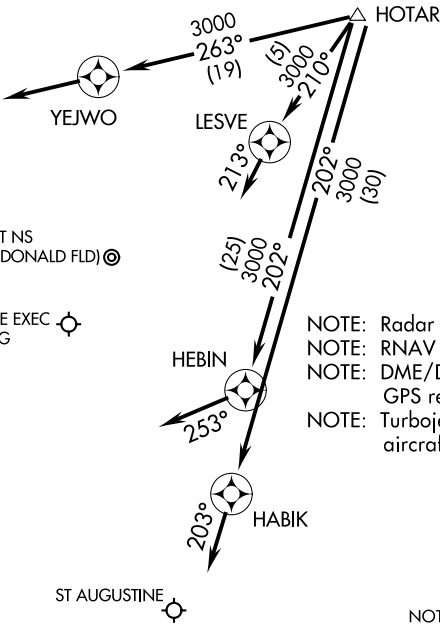 HOTAR
3000
263°
(19)
(5)
3000
210°
YEJWO
LESVE
213°
202°
3000
(30)
T NS
DONALD FLD)
(25)
3000
202°
E EXEC
G
NOTE: Radar
NOTE: RNAV
NOTE: DME/D
GPS re
NOTE: Turboje
aircraf
HEBIN
253°
HABIK
203°
ST AUGUSTINE
NOT